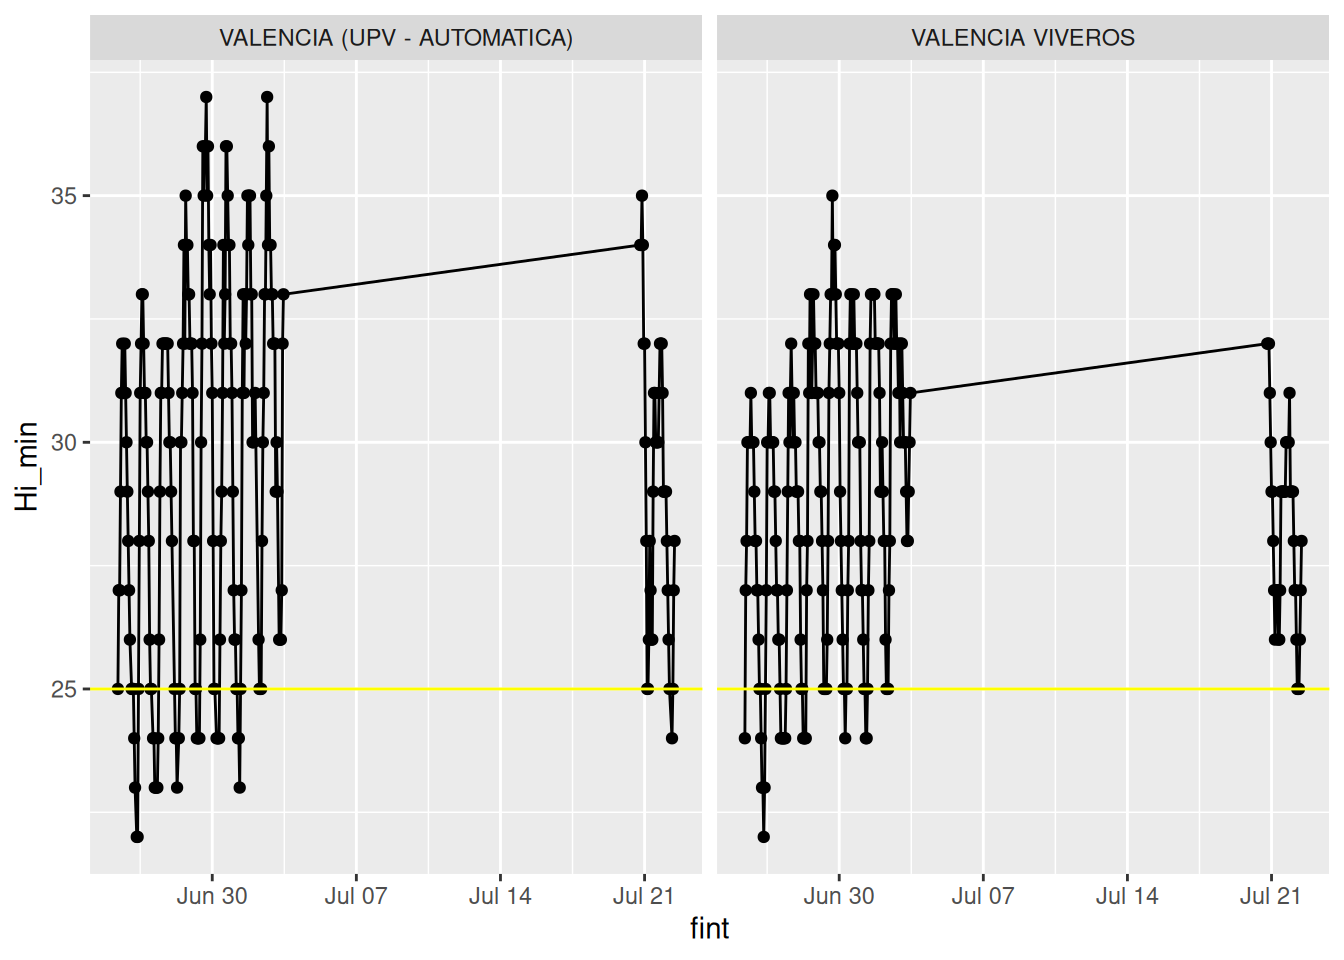 VALENCIA (UPV - AUTOMATICA) VALENCIA VIVEROS
35
30
25
Hi_min
Jun 30 Jul 07 Jul 14 Jul 21 Jun 30 Jul 07 Jul 14 Jul 21
fint